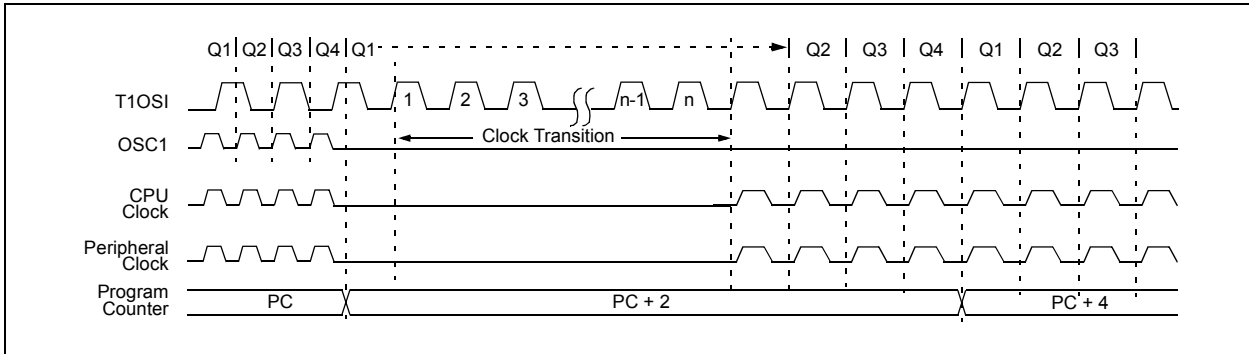 Q1 Q2 Q3 Q4 Q1 Q2 Q3 Q4 Q1 Q2 Q3
T1OSI 1 2 3 n-1 n
Clock Transition
OSC1
CPU
Clock
Peripheral
Clock
Program
Counter
PC PC + 2 PC + 4